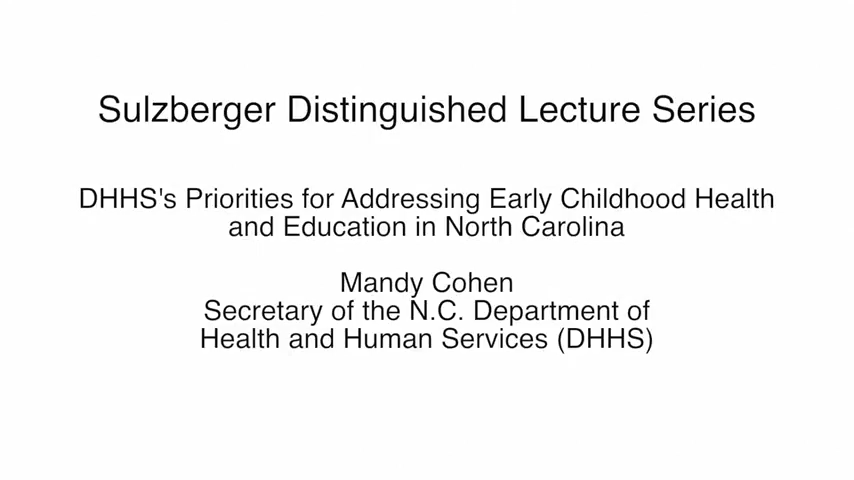 Sulzberger Distinguished Lecture Series
DHHS's Priorities for Addressing Early Childhood Health
and Education in North Carolina
Mandy Cohen
Secretary of the N.C. Department of
Health and Human Services (DHHS)